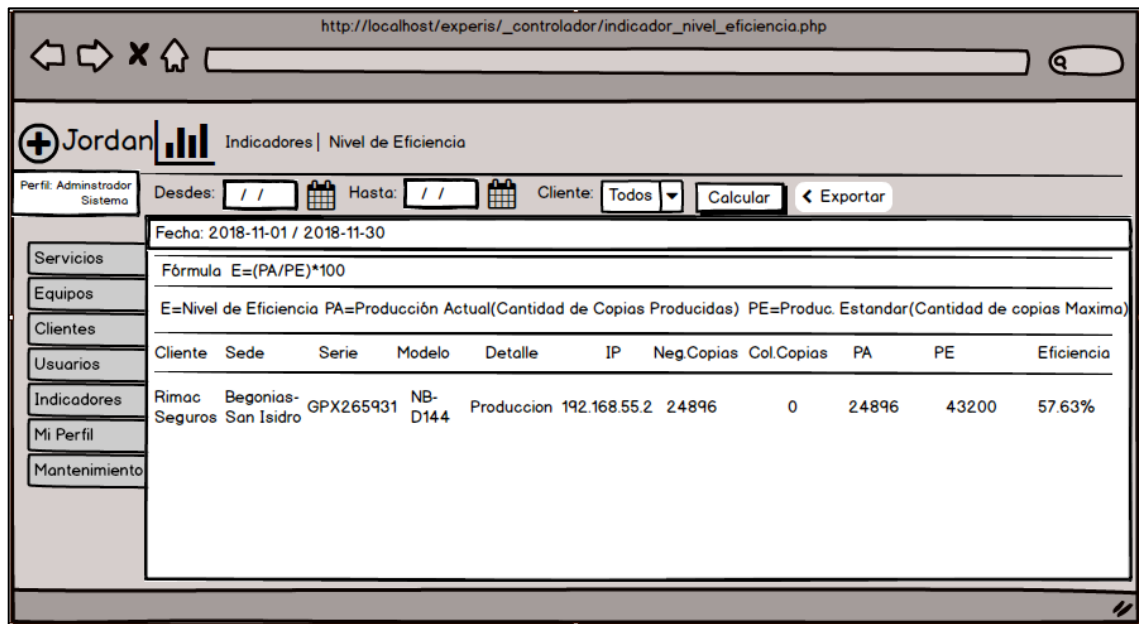 http://localhost/experis/_controlador/indicador_nivel_eficiencia.php
Jordan Indicadores | Nivel de Eficiencia
Perfil: Adminstrador
Sistema
Desdes: / / Hasta: / / Cliente: Todos Calcular < Exportar
Fecha: 2018-11-01 / 2018-11-30
Servicios
Equipos
Clientes
Usuarios
Indicadores
Mi Perfil
Mantenimiento
Fórmula E=(PA/PE)*100
E=Nivel de Eficiencia PA=Producción Actual(Cantidad de Copias Producidas) PE=Produc. Estandar(Cantidad de copias Maxima)
Cliente Sede Serie Modelo Detalle IP Neg.Copias Col.Copias PA PE Eficiencia
Rimac Seguros Begonias-San Isidro GPX265931 NB-D144 Produccion 192.168.55.2 24896 0 24896 43200 57.63%